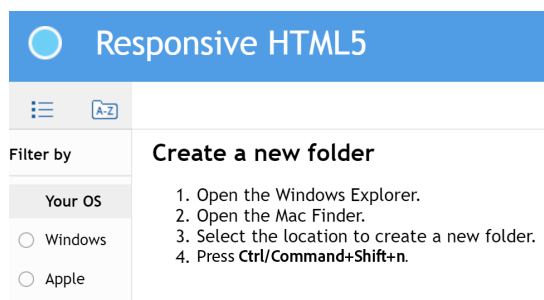 Responsive HTML5
A-Z
Filter by
Your OS
Windows
Apple
Create a new folder
1. Open the Windows Explorer.
2. Open the Mac Finder.
3. Select the location to create a new folder.
4. Press Ctrl/Command+Shift+n.